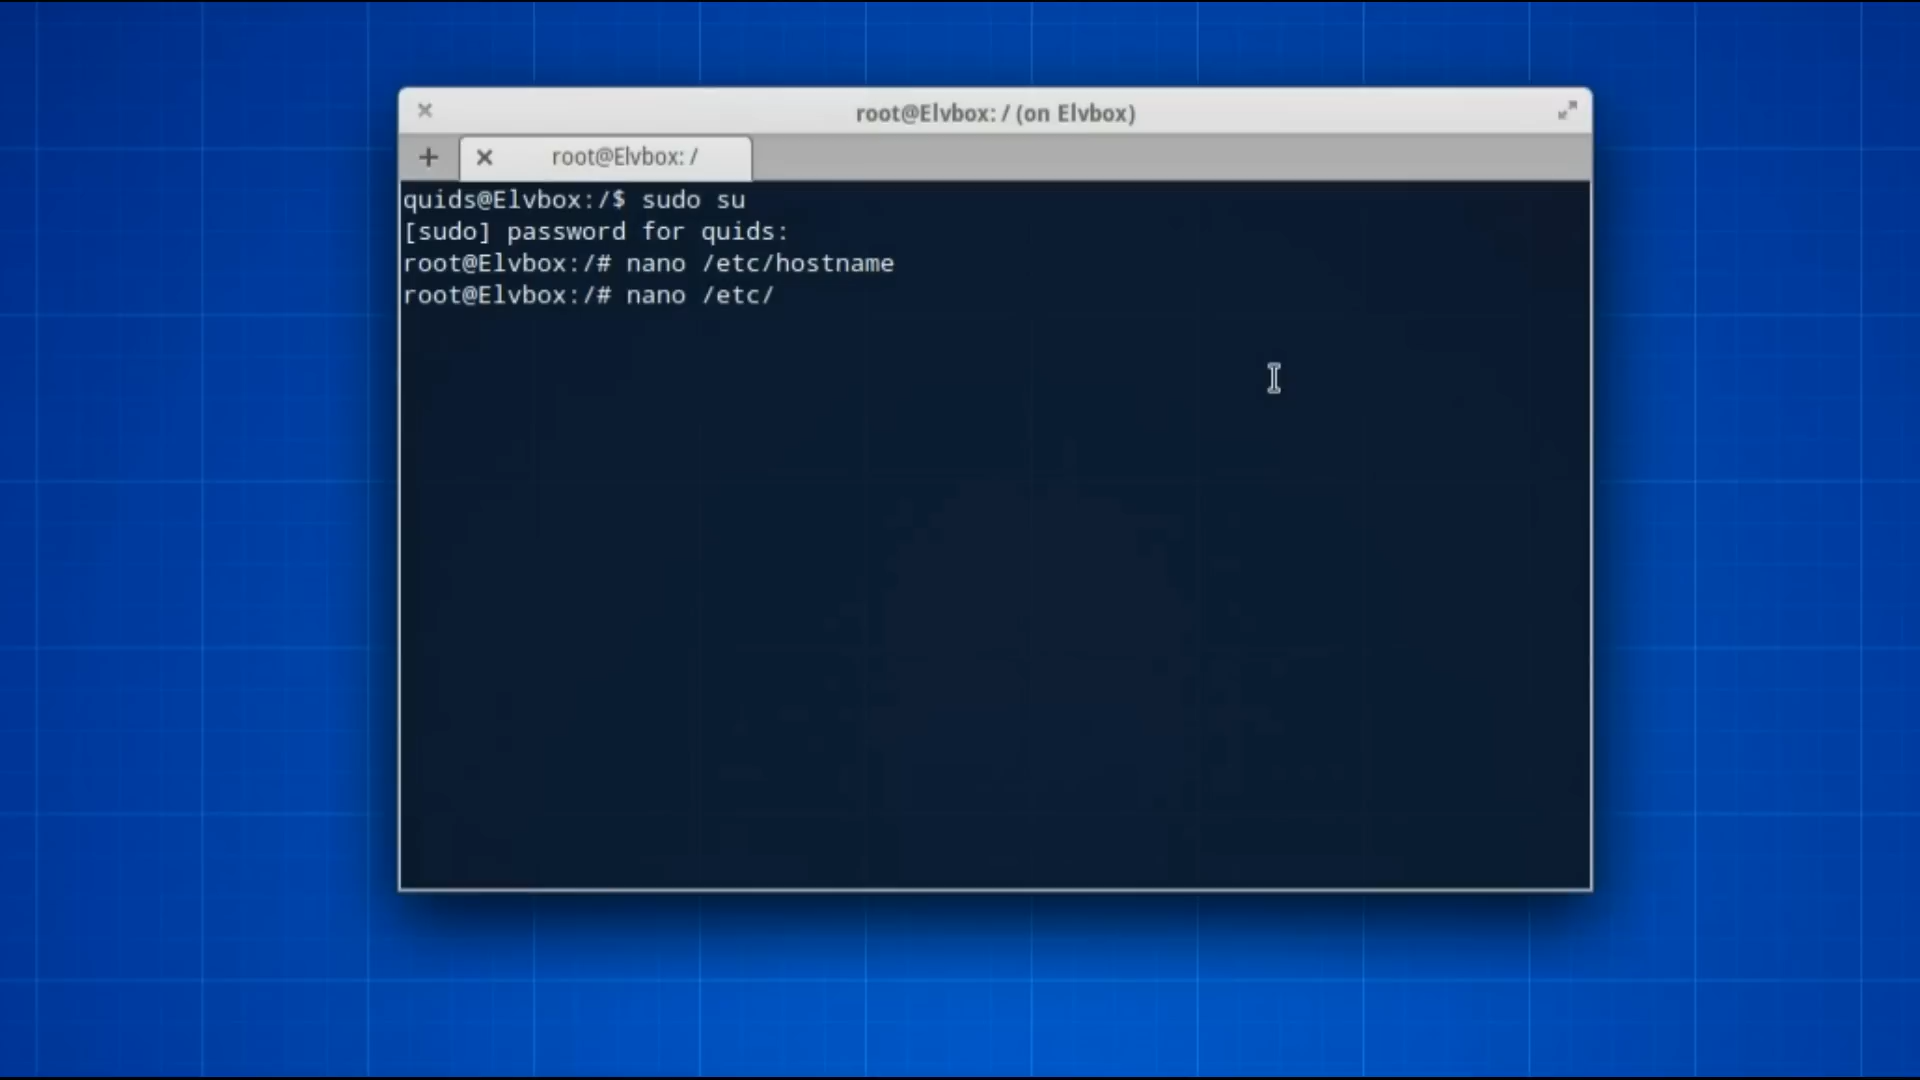 root@Elvbox: / (on Elvbox)
root@Elvbox: /
quids@Elvbox:/$ sudo su
[sudo] password for quids:
root@Elvbox:/# nano /etc/hostname
root@Elvbox:/# nano /etc/